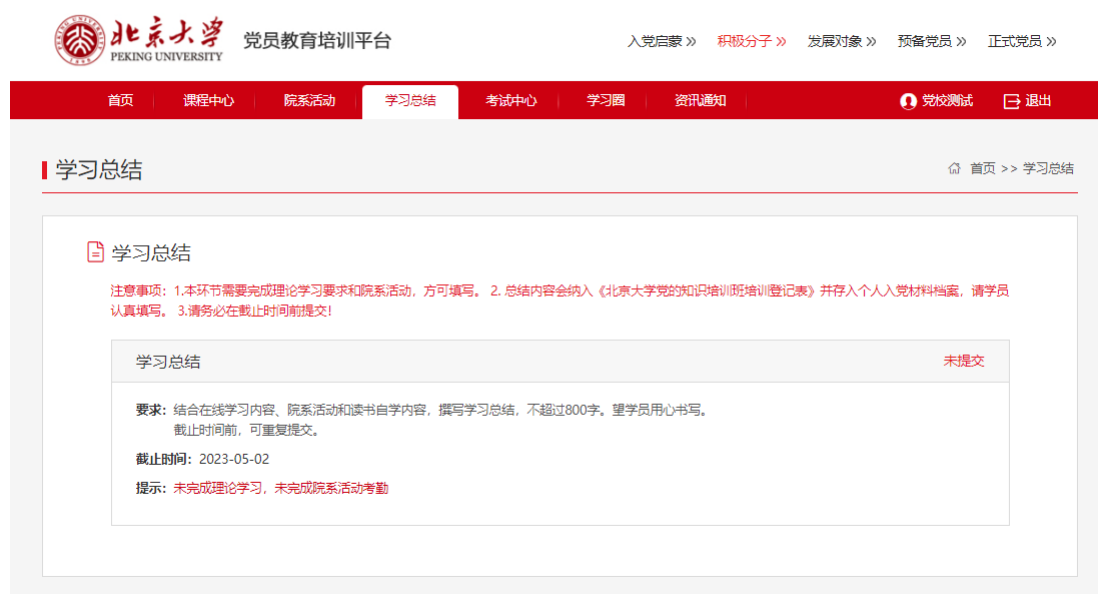 北京大学
PEKING UNIVERSITY
党员教育培训平台
入党启蒙 » 积极分子 » 发展对象 » 预备党员 » 正式党员 »
首页 课程中心 院系活动 学习总结 考试中心 学习圈 资讯通知 党校测试 退出
学习总结
首页 >> 学习总结
学习总结
注意事项：1.本环节需要完成理论学习要求和院系活动，方可填写。 2. 总结内容会纳入《北京大学党的知识培训班培训登记表》并存入个人入党材料档案，请学员
认真填写。 3.请务必在截止时间前提交!
学习总结 未提交
要求：结合在线学习内容、院系活动和读书自学内容，撰写学习总结，不超过800字。望学员用心书写。
截止时间前，可重复提交。
截止时间：2023-05-02
提示：未完成理论学习，未完成院系活动考勤